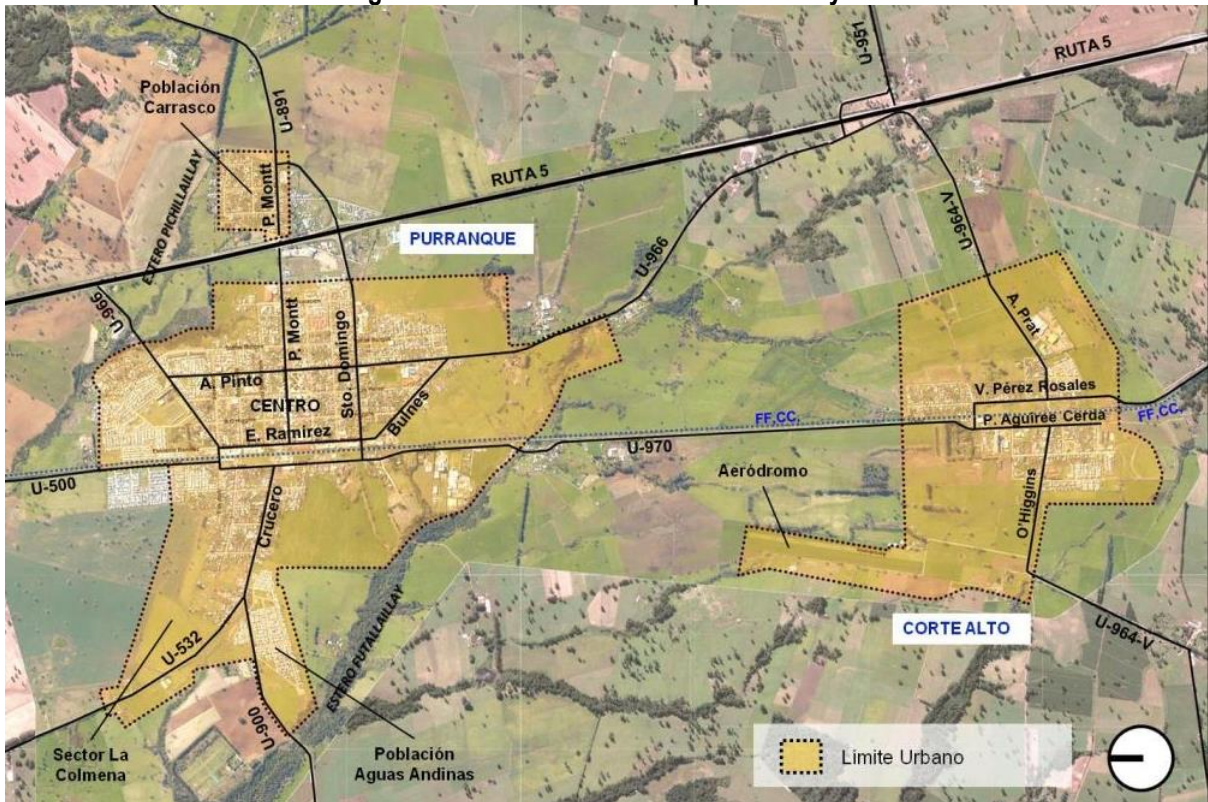 RUTA 5
U-951
Población
Carrasco
U-891
ESTERO PICHILLAILLAY
P. Montt
RUTA 5
U-964-V
PURRANQUE
U-966
U-966
P. Montt
Sto. Domingo
A. Prat
A. Pinto
CENTRO
Bulnes
E. Ramirez
V. Pérez Rosales
P. Aguiree Cerda
FF,CC.
FF,CC.
U-970
U-500
Aeródromo
Crucero
O'Higgins
CORTE ALTO
U-964-V
U-532
ESTERO FUTALLAILLAY
U-900
Sector La
Colmena
Población
Aguas Andinas
Límite Urbano